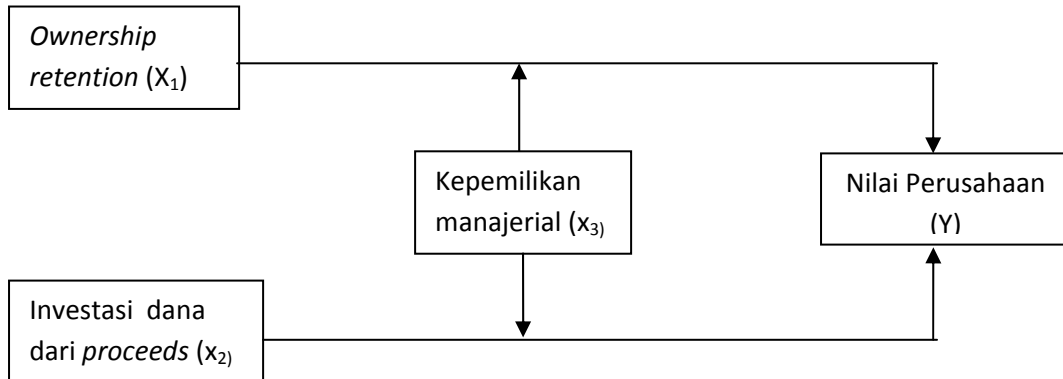 Ownership
retention (X₁)
Kepemilikan
manajerial (x₃)
Nilai Perusahaan
(Y)
Investasi dana
dari proceeds (x₂)